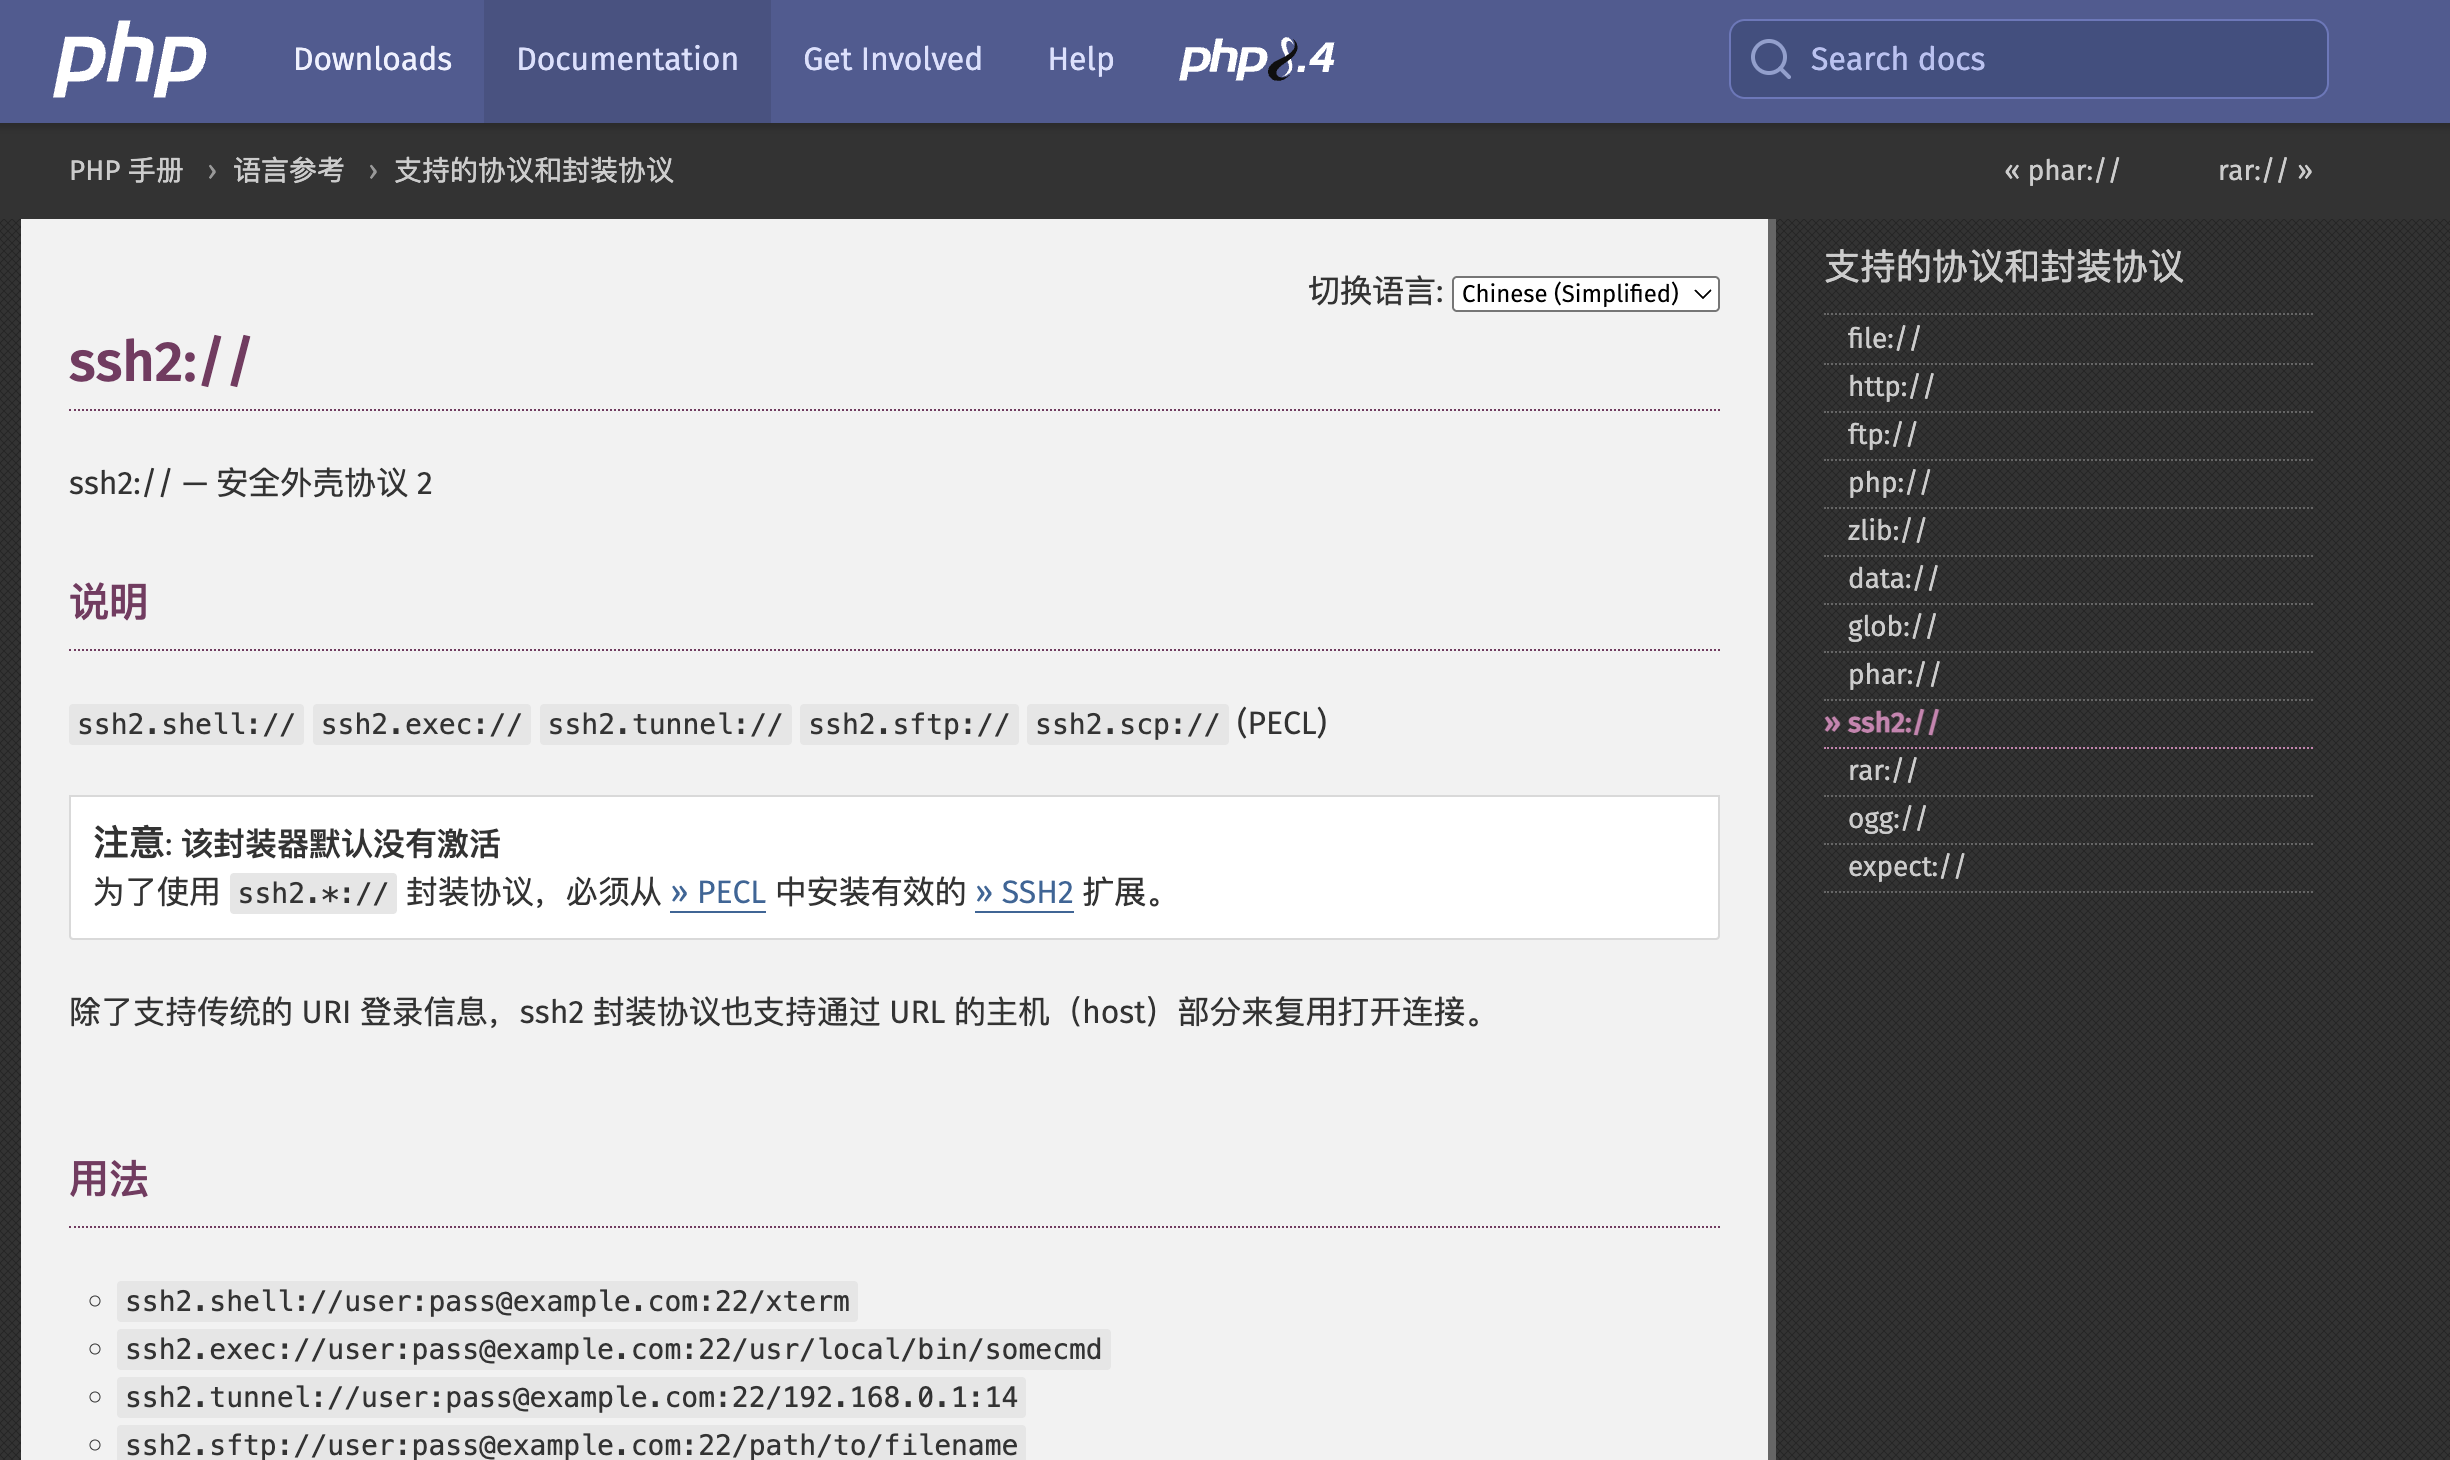 php
Downloads
Documentation
Get Involved
Help
php8.4
Search docs
PHP 手册 › 语言参考 › 支持的协议和封装协议
« phar://
rar:// »
切换语言: Chinese (Simplified)
ssh2://
ssh2:// — 安全外壳协议 2
说明
ssh2.shell:// ssh2.exec:// ssh2.tunnel:// ssh2.sftp:// ssh2.scp:// (PECL)
注意: 该封装器默认没有激活
为了使用 ssh2.*:// 封装协议，必须从 » PECL 中安装有效的 » SSH2 扩展。
除了支持传统的 URI 登录信息，ssh2 封装协议也支持通过 URL 的主机（host）部分来复用打开连接。
用法
ssh2.shell://user:pass@example.com:22/xterm
ssh2.exec://user:pass@example.com:22/usr/local/bin/somecmd
ssh2.tunnel://user:pass@example.com:22/192.168.0.1:14
ssh2.sftp://user:pass@example.com:22/path/to/filename
支持的协议和封装协议
file://
http://
ftp://
php://
zlib://
data://
glob://
phar://
» ssh2://
rar://
ogg://
expect://